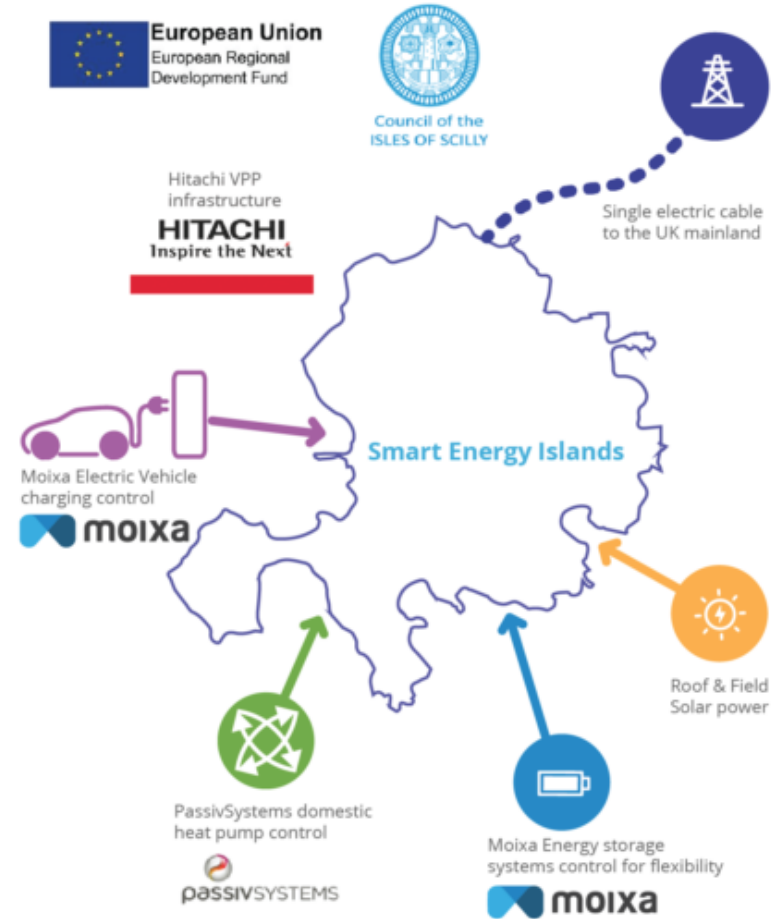 European Union
European Regional
Development Fund
Council of the
ISLES OF SCILLY
Hitachi VPP
infrastructure
HITACHI
Inspire the Next
Single electric cable
to the UK mainland
Smart Energy Islands
Moixa Electric Vehicle
charging control
moixa
Roof & Field
Solar power
PassivSystems domestic
heat pump control
passivsystems
Moixa Energy storage
systems control for flexibility
moixa